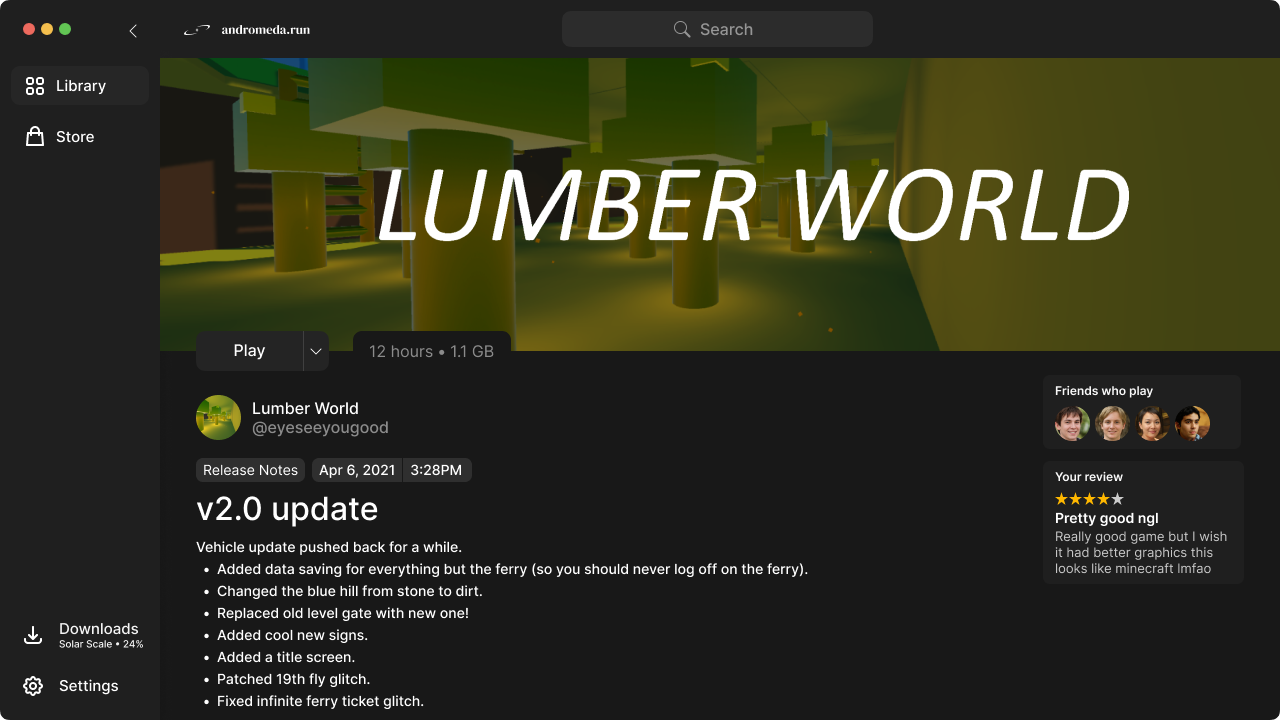 andromeda.run
Search
Library
Store
LUMBER WORLD
Play
12 hours • 1.1 GB
Lumber World
@eyeseeyougood
Release Notes
Apr 6, 2021
3:28PM
v2.0 update
Vehicle update pushed back for a while.
• Added data saving for everything but the ferry (so you should never log off on the ferry).
• Changed the blue hill from stone to dirt.
• Replaced old level gate with new one!
• Added cool new signs.
• Added a title screen.
• Patched 19th fly glitch.
• Fixed infinite ferry ticket glitch.
Friends who play
Your review
Pretty good ngl
Really good game but I wish
it had better graphics this
looks like minecraft lmfao
Downloads
Solar Scale • 24%
Settings